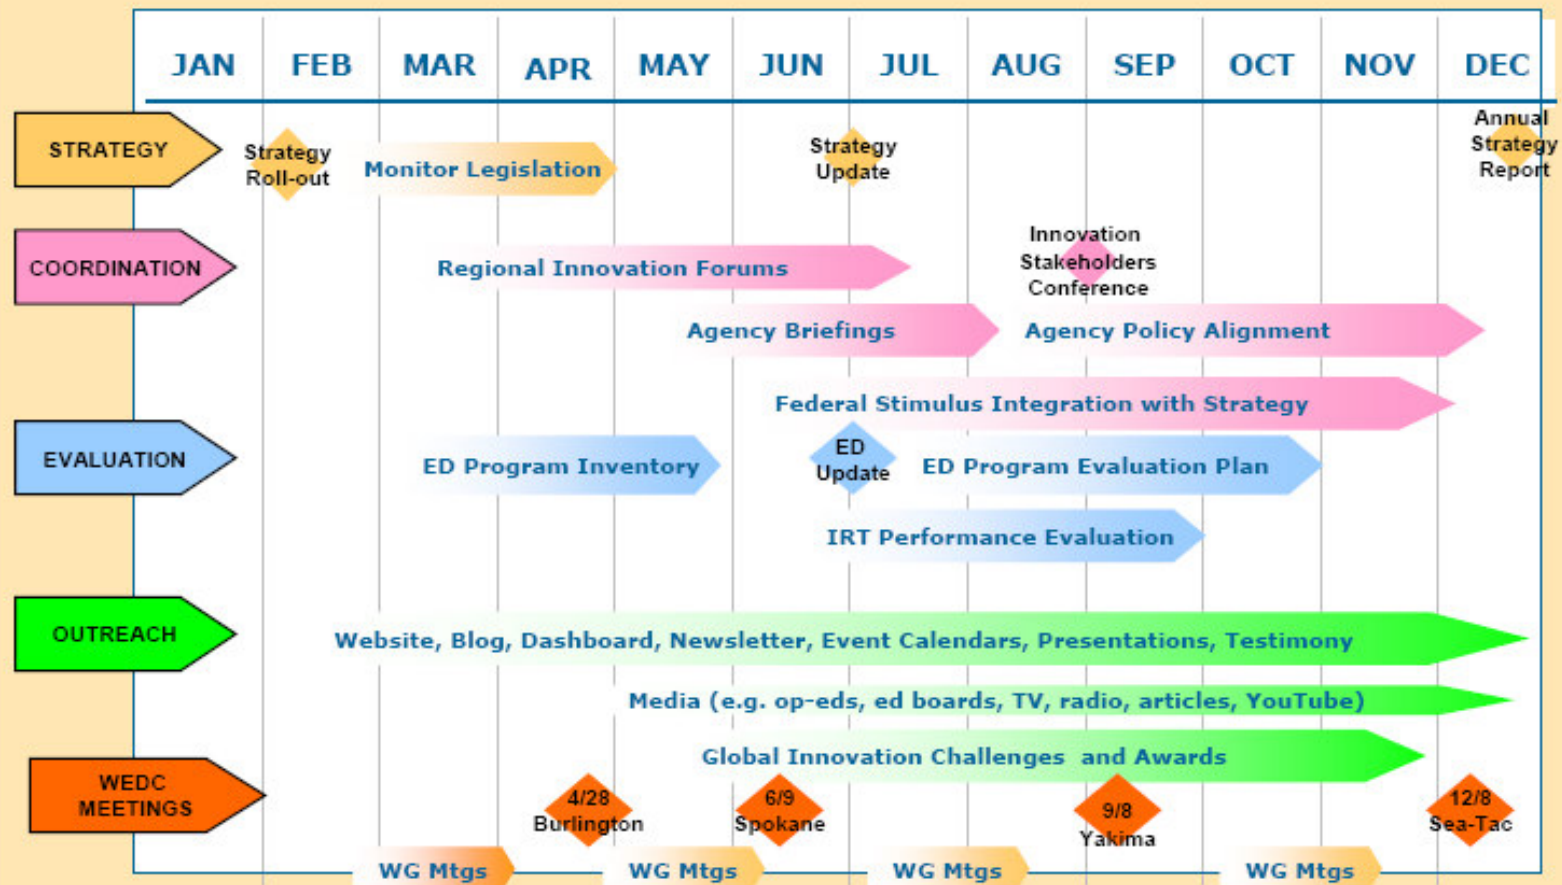 JAN FEB MAR APR MAY JUN JUL AUG SEP OCT NOV DEC
STRATEGY
Strategy
Roll-out
Monitor Legislation
Strategy
Update
Annual
Strategy
Report
COORDINATION
Regional Innovation Forums
Innovation
Stakeholders
Conference
Agency Briefings
Agency Policy Alignment
Federal Stimulus Integration with Strategy
EVALUATION
ED Program Inventory
ED
Update
ED Program Evaluation Plan
IRT Performance Evaluation
OUTREACH
Website, Blog, Dashboard, Newsletter, Event Calendars, Presentations, Testimony
Media (e.g. op-eds, ed boards, TV, radio, articles, YouTube)
Global Innovation Challenges and Awards
WEDC
MEETINGS
4/28
Burlington
6/9
Spokane
9/8
Yakima
12/8
Sea-Tac
WG Mtgs
WG Mtgs
WG Mtgs
WG Mtgs